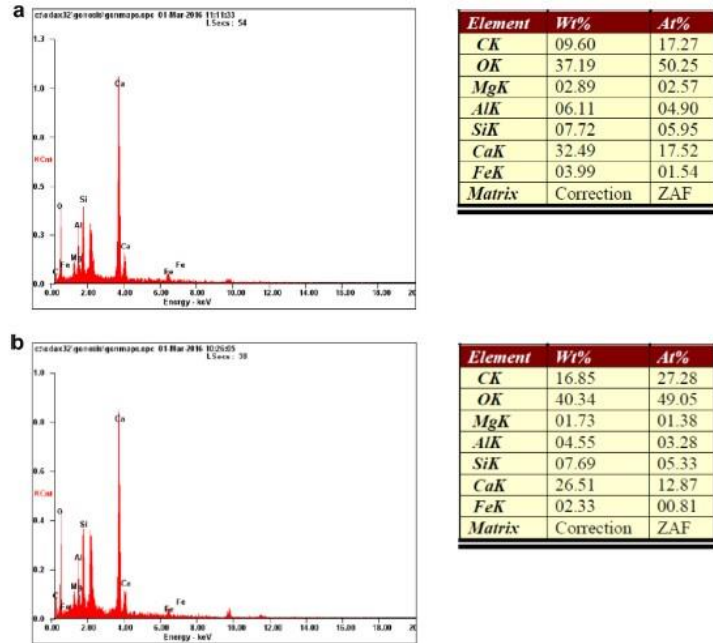 a
c:\edax32\genesis\genmaps.spc 01-Mar-2016 11:11:33
LSecs : 54
1.3
1.0
0.8
KCnt
0.5
0.3
0.0
Ca
O
Si
Al
Mg
C
Fe
Ca
Fe
Fe
0.00 2.00 4.00 6.00 8.00 10.00 12.00 14.00 16.00 18.00 20
Energy - keV
Element Wt% At%
CK 09.60 17.27
OK 37.19 50.25
MgK 02.89 02.57
AlK 06.11 04.90
SiK 07.72 05.95
CaK 32.49 17.52
FeK 03.99 01.54
Matrix Correction ZAF
b
c:\edax32\genesis\genmaps.spc 01-Mar-2016 10:26:05
LSecs : 30
1.0
0.8
0.6
KCnt
0.4
0.2
0.0
Ca
O
Si
Al
Mg
C
Fe
Ca
Fe
Fe
0.00 2.00 4.00 6.00 8.00 10.00 12.00 14.00 16.00 18.00 20
Energy - keV
Element Wt% At%
CK 16.85 27.28
OK 40.34 49.05
MgK 01.73 01.38
AlK 04.55 03.28
SiK 07.69 05.33
CaK 26.51 12.87
FeK 02.33 00.81
Matrix Correction ZAF